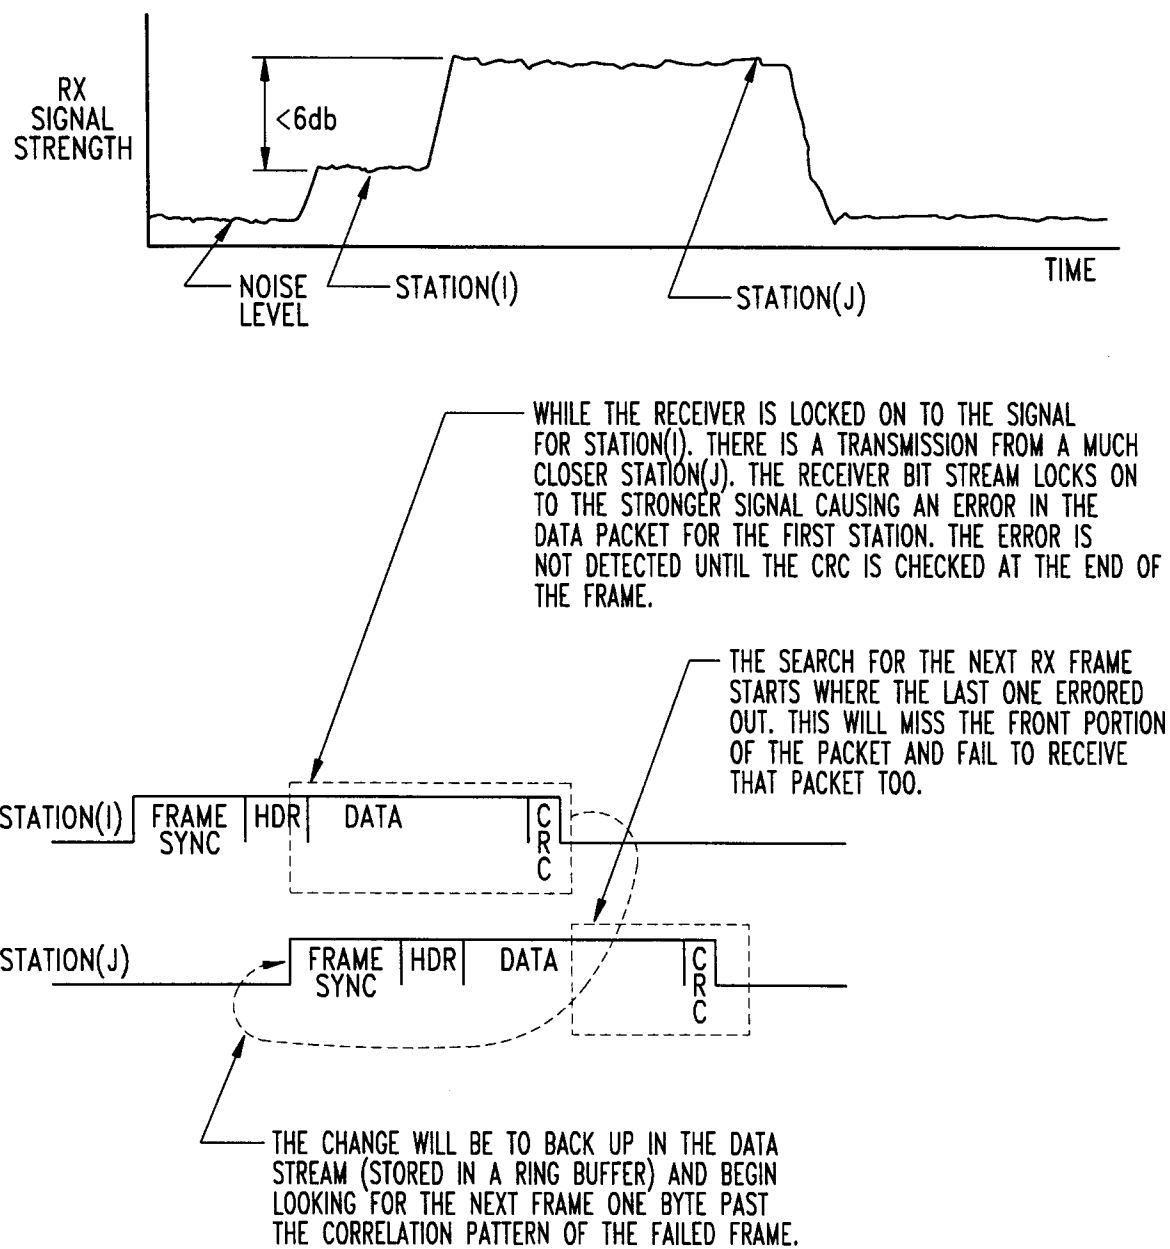 RX
SIGNAL
STRENGTH
<6db
NOISE
LEVEL
STATION(I)
STATION(J)
TIME
WHILE THE RECEIVER IS LOCKED ON TO THE SIGNAL
FOR STATION(I). THERE IS A TRANSMISSION FROM A MUCH
CLOSER STATION(J). THE RECEIVER BIT STREAM LOCKS ON
TO THE STRONGER SIGNAL CAUSING AN ERROR IN THE
DATA PACKET FOR THE FIRST STATION. THE ERROR IS
NOT DETECTED UNTIL THE CRC IS CHECKED AT THE END OF
THE FRAME.
THE SEARCH FOR THE NEXT RX FRAME
STARTS WHERE THE LAST ONE ERRORED
OUT. THIS WILL MISS THE FRONT PORTION
OF THE PACKET AND FAIL TO RECEIVE
THAT PACKET TOO.
STATION(I)
FRAME
SYNC
HDR
DATA
C
R
C
STATION(J)
FRAME
SYNC
HDR
DATA
C
R
C
THE CHANGE WILL BE TO BACK UP IN THE DATA
STREAM (STORED IN A RING BUFFER) AND BEGIN
LOOKING FOR THE NEXT FRAME ONE BYTE PAST
THE CORRELATION PATTERN OF THE FAILED FRAME.